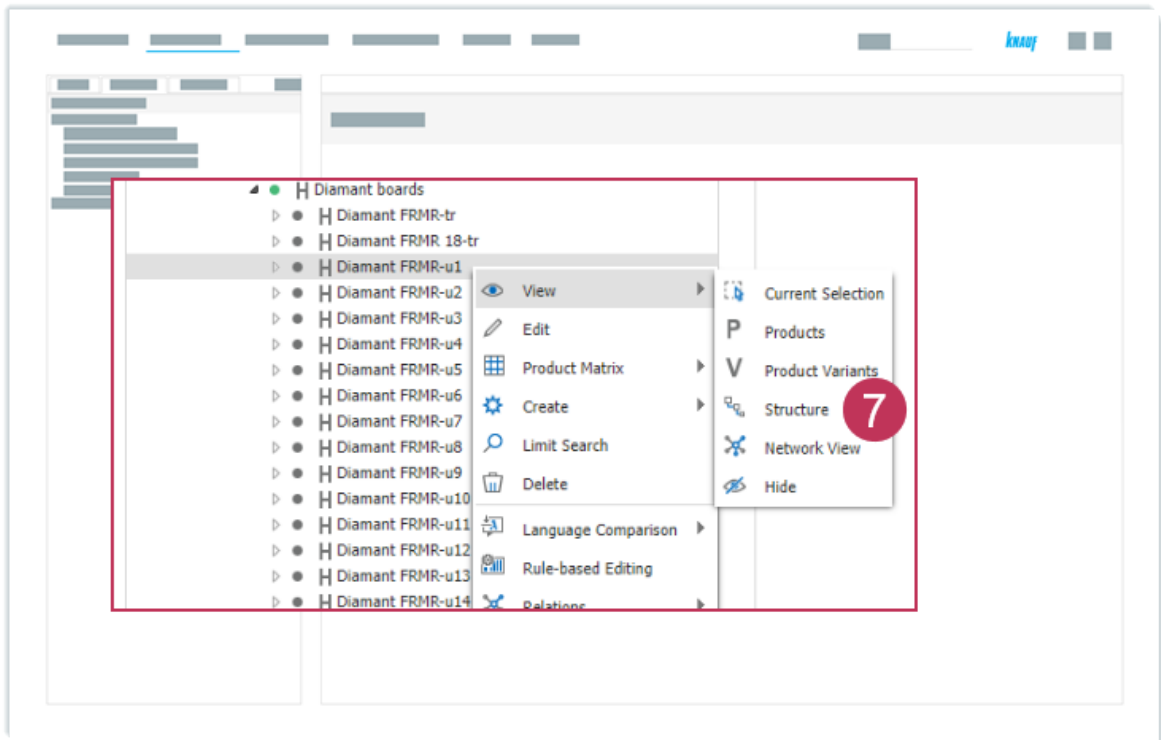 KNAUF
Diamant boards
Diamant FRMR-tr
Diamant FRMR 18-tr
Diamant FRMR-u1
Diamant FRMR-u2
Diamant FRMR-u3
Diamant FRMR-u4
Diamant FRMR-u5
Diamant FRMR-u6
Diamant FRMR-u7
Diamant FRMR-u8
Diamant FRMR-u9
Diamant FRMR-u10
Diamant FRMR-u11
Diamant FRMR-u12
Diamant FRMR-u13
Diamant FRMR-u14
View
Edit
Product Matrix
Create
Limit Search
Delete
Language Comparison
Rule-based Editing
Relations
Current Selection
P Products
V Product Variants
Structure
7
Network View
Hide